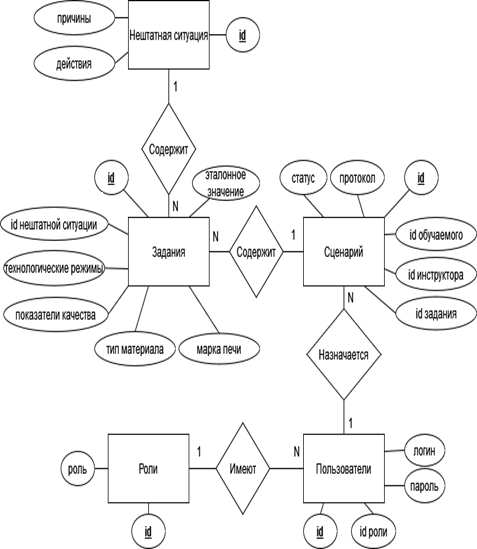 причины
Нештатная ситуация
id
действия
1
Содержит
id
эталонное
значение
статус
протокол
id
N
id нештатной ситуации
Задания
N
Содержит
1
Сценарий
id обучаемого
технологические режимы
id инструктора
показатели качества
N
id задания
тип материала
марка печи
Назначается
1
роль
Роли
1
Имеют
N
Пользователи
логин
пароль
id
id
id роли